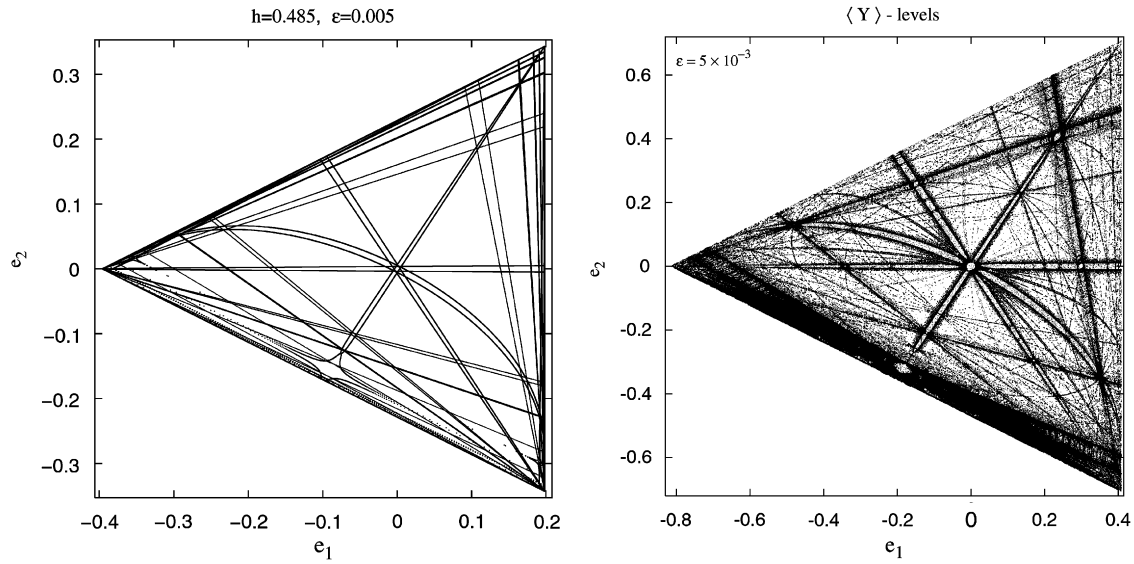 h=0.485, ε=0.005
0.3
0.2
0.1
0
−0.1
−0.2
−0.3
e2
−0.4 −0.3 −0.2 −0.1 0 0.1 0.2
e1
⟨ Y ⟩ - levels
ε = 5 × 10⁻³
0.6
0.4
0.2
0
-0.2
-0.4
-0.6
e2
-0.8 -0.6 -0.4 -0.2 0 0.2 0.4
e1